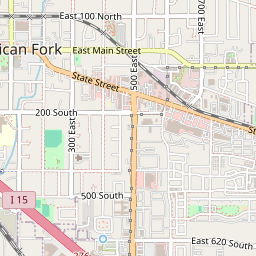 East 100 North
700 East
East Main Street
ican Fork
500 East
State Street
St
200 South
300 East
I 15
500 South
East 620 South
276